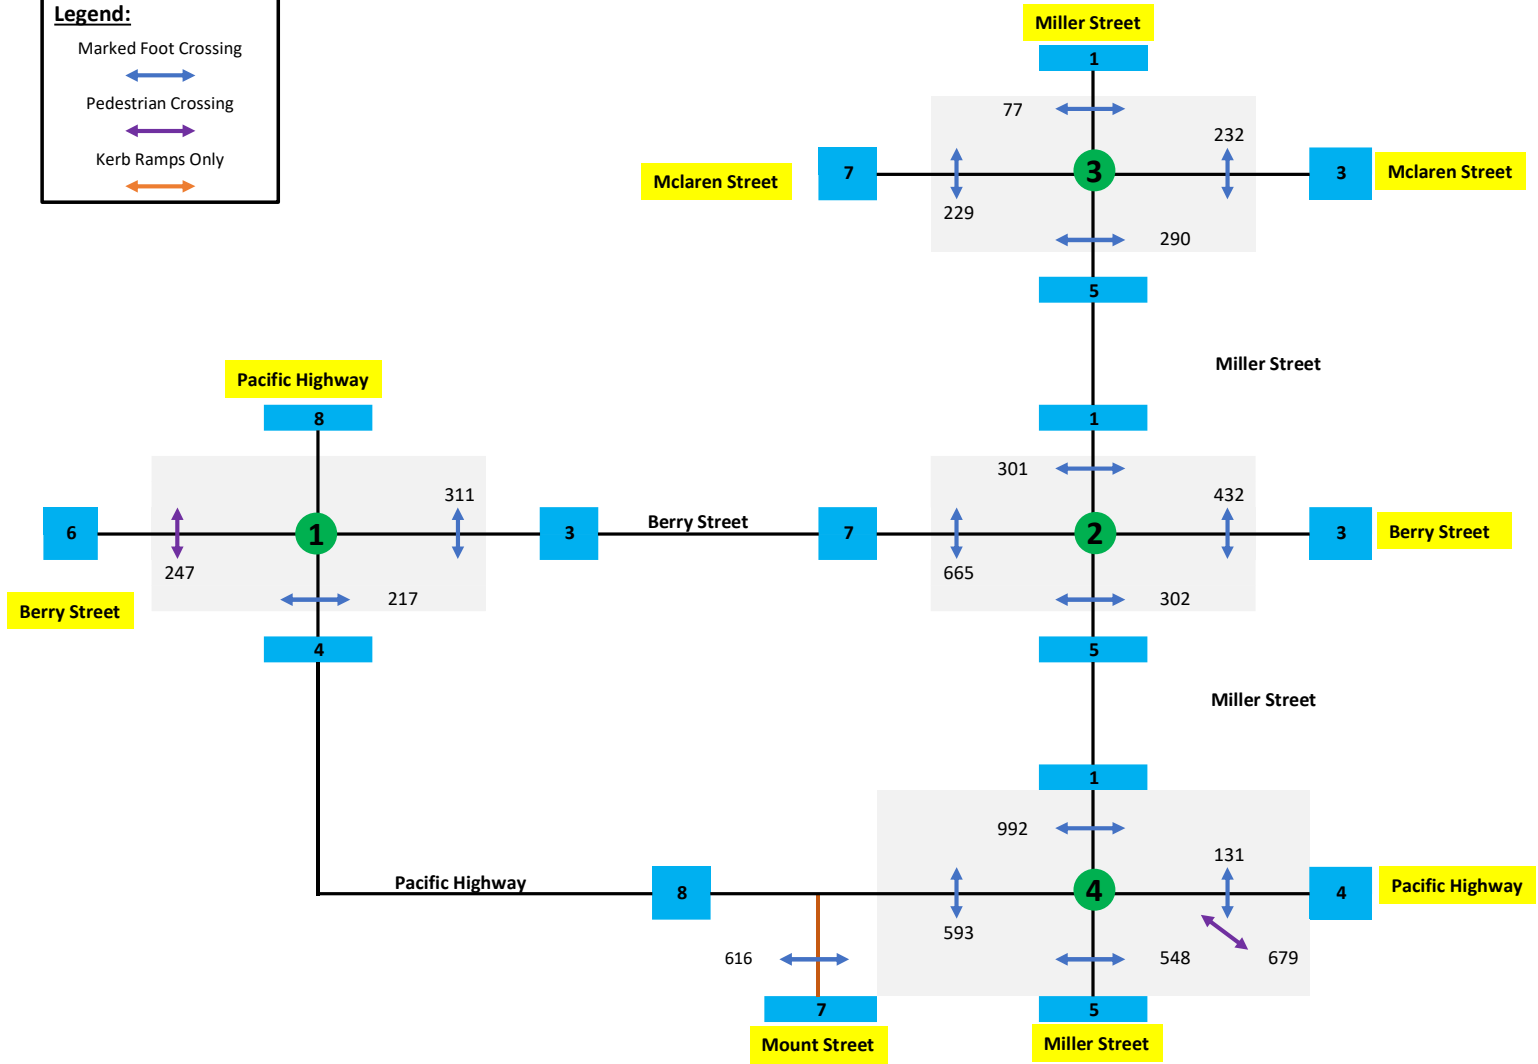 Legend:
Marked Foot Crossing
Pedestrian Crossing
Kerb Ramps Only
Miller Street
1
77
232
Mclaren Street
7
3
3
Mclaren Street
229
290
5
Miller Street
Pacific Highway
8
1
301
311
432
6
1
3
Berry Street
7
2
3
Berry Street
247
665
217
302
Berry Street
4
5
Miller Street
1
992
131
Pacific Highway
8
4
4
Pacific Highway
593
616
548
679
7
5
Mount Street
Miller Street